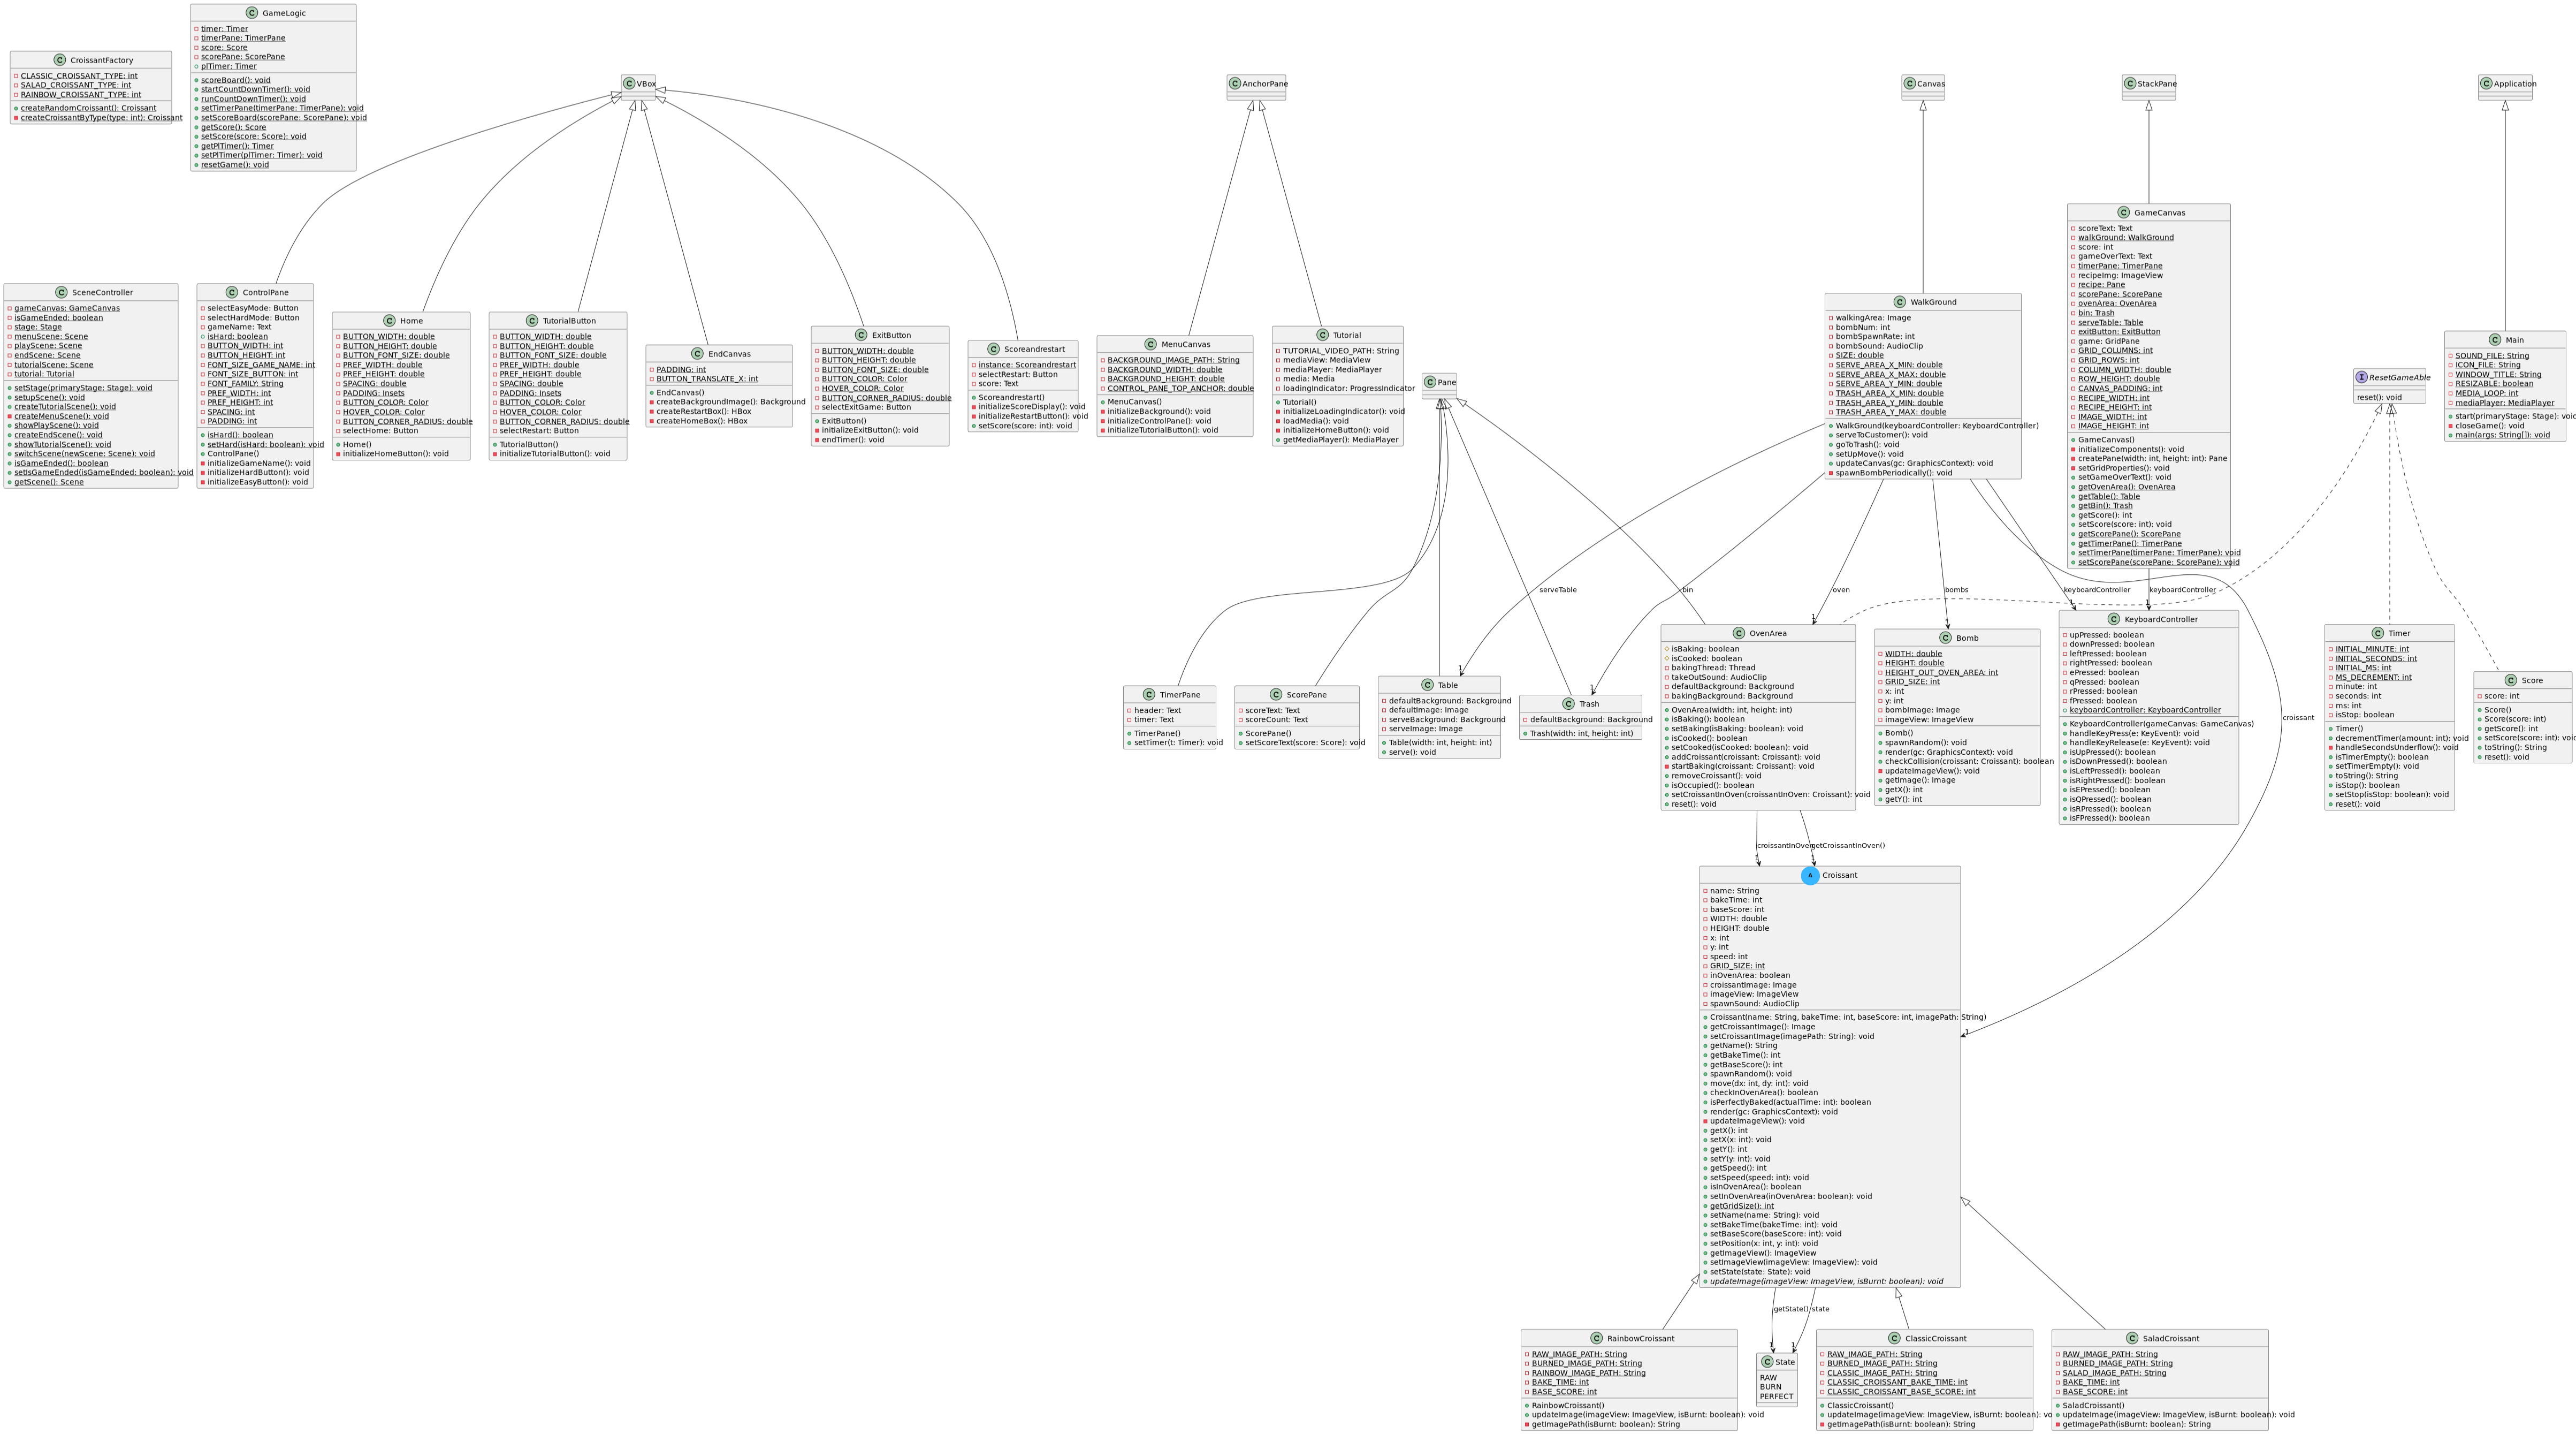 C CroissantFactory
CLASSIC_CROISSANT_TYPE: int
SALAD_CROISSANT_TYPE: int
RAINBOW_CROISSANT_TYPE: int
createRandomCroissant(): Croissant
createCroissantByType(type: int): Croissant
C GameLogic
timer: Timer
timerPane: TimerPane
score: Score
scorePane: ScorePane
plTimer: Timer
scoreBoard(): void
startCountDownTimer(): void
runCountDownTimer(): void
setTimerPane(timerPane: TimerPane): void
setScoreBoard(scorePane: ScorePane): void
getScore(): Score
setScore(score: Score): void
getPlTimer(): Timer
setPlTimer(plTimer: Timer): void
resetGame(): void
C VBox
C AnchorPane
C Canvas
C StackPane
C Application
C SceneController
gameCanvas: GameCanvas
isGameEnded: boolean
stage: Stage
menuScene: Scene
playScene: Scene
endScene: Scene
tutorialScene: Scene
tutorial: Tutorial
setStage(primaryStage: Stage): void
setupScene(): void
createTutorialScene(): void
createMenuScene(): void
showPlayScene(): void
createEndScene(): void
showTutorialScene(): void
switchScene(newScene: Scene): void
isGameEnded(): boolean
setIsGameEnded(isGameEnded: boolean): void
getScene(): Scene
C ControlPane
selectEasyMode: Button
selectHardMode: Button
gameName: Text
isHard: boolean
BUTTON_WIDTH: int
BUTTON_HEIGHT: int
FONT_SIZE_GAME_NAME: int
FONT_SIZE_BUTTON: int
FONT_FAMILY: String
PREF_WIDTH: int
PREF_HEIGHT: int
SPACING: int
PADDING: int
isHard(): boolean
setHard(isHard: boolean): void
ControlPane()
initializeGameName(): void
initializeHardButton(): void
initializeEasyButton(): void
C Home
BUTTON_WIDTH: double
BUTTON_HEIGHT: double
BUTTON_FONT_SIZE: double
PREF_WIDTH: double
PREF_HEIGHT: double
SPACING: double
PADDING: Insets
BUTTON_COLOR: Color
HOVER_COLOR: Color
BUTTON_CORNER_RADIUS: double
selectHome: Button
Home()
initializeHomeButton(): void
C TutorialButton
BUTTON_WIDTH: double
BUTTON_HEIGHT: double
BUTTON_FONT_SIZE: double
PREF_WIDTH: double
PREF_HEIGHT: double
SPACING: double
PADDING: Insets
BUTTON_COLOR: Color
HOVER_COLOR: Color
BUTTON_CORNER_RADIUS: double
selectRestart: Button
TutorialButton()
initializeTutorialButton(): void
C EndCanvas
PADDING: int
BUTTON_TRANSLATE_X: int
EndCanvas()
createBackgroundImage(): Background
createRestartBox(): HBox
createHomeBox(): HBox
C ExitButton
BUTTON_WIDTH: double
BUTTON_HEIGHT: double
BUTTON_FONT_SIZE: double
BUTTON_COLOR: Color
HOVER_COLOR: Color
BUTTON_CORNER_RADIUS: double
selectExitGame: Button
ExitButton()
initializeExitButton(): void
endTimer(): void
C Scoreandrestart
instance: Scoreandrestart
selectRestart: Button
score: Text
Scoreandrestart()
initializeScoreDisplay(): void
initializeRestartButton(): void
setScore(score: int): void
C MenuCanvas
BACKGROUND_IMAGE_PATH: String
BACKGROUND_WIDTH: double
BACKGROUND_HEIGHT: double
CONTROL_PANE_TOP_ANCHOR: double
MenuCanvas()
initializeBackground(): void
initializeControlPane(): void
initializeTutorialButton(): void
C Tutorial
TUTORIAL_VIDEO_PATH: String
mediaView: MediaView
mediaPlayer: MediaPlayer
media: Media
loadingIndicator: ProgressIndicator
Tutorial()
initializeLoadingIndicator(): void
loadMedia(): void
initializeHomeButton(): void
getMediaPlayer(): MediaPlayer
C Pane
C WalkGround
walkingArea: Image
bombNum: int
bombSpawnRate: int
bombSound: AudioClip
SIZE: double
SERVE_AREA_X_MIN: double
SERVE_AREA_X_MAX: double
SERVE_AREA_Y_MIN: double
TRASH_AREA_X_MIN: double
TRASH_AREA_Y_MIN: double
TRASH_AREA_Y_MAX: double
WalkGround(keyboardController: KeyboardController)
serveToCustomer(): void
goToTrash(): void
setUpMove(): void
updateCanvas(gc: GraphicsContext): void
spawnBombPeriodically(): void
C GameCanvas
scoreText: Text
walkGround: WalkGround
score: int
gameOverText: Text
timerPane: TimerPane
recipeImg: ImageView
recipe: Pane
scorePane: ScorePane
ovenArea: OvenArea
bin: Trash
serveTable: Table
exitButton: ExitButton
game: GridPane
GRID_COLUMNS: int
GRID_ROWS: int
COLUMN_WIDTH: double
ROW_HEIGHT: double
CANVAS_PADDING: int
RECIPE_WIDTH: int
RECIPE_HEIGHT: int
IMAGE_WIDTH: int
IMAGE_HEIGHT: int
GameCanvas()
initializeComponents(): void
createPane(width: int, height: int): Pane
setGridProperties(): void
setGameOverText(): void
getOvenArea(): OvenArea
getTable(): Table
getBin(): Trash
getScore(): int
setScore(score: int): void
getScorePane(): ScorePane
getTimerPane(): TimerPane
setTimerPane(timerPane: TimerPane): void
setScorePane(scorePane: ScorePane): void
I ResetGameAble
reset(): void
C Main
SOUND_FILE: String
ICON_FILE: String
WINDOW_TITLE: String
RESIZABLE: boolean
MEDIA_LOOP: int
mediaPlayer: MediaPlayer
start(primaryStage: Stage): void
closeGame(): void
main(args: String[]): void
serveTable
bin
oven
bombs
keyboardController
keyboardController
croissant
1
1
1
*
1
1
C TimerPane
header: Text
timer: Text
TimerPane()
setTimer(t: Timer): void
C ScorePane
scoreText: Text
scoreCount: Text
ScorePane()
setScoreText(score: Score): void
C Table
defaultBackground: Background
defaultImage: Image
serveBackground: Background
serveImage: Image
Table(width: int, height: int)
serve(): void
C Trash
defaultBackground: Background
Trash(width: int, height: int)
C OvenArea
isBaking: boolean
isCooked: boolean
bakingThread: Thread
takeOutSound: AudioClip
defaultBackground: Background
bakingBackground: Background
OvenArea(width: int, height: int)
isBaking(): boolean
setBaking(isBaking: boolean): void
isCooked(): boolean
setCooked(isCooked: boolean): void
addCroissant(croissant: Croissant): void
startBaking(croissant: Croissant): void
removeCroissant(): void
isOccupied(): boolean
setCroissantInOven(croissantInOven: Croissant): void
reset(): void
C Bomb
WIDTH: double
HEIGHT: double
HEIGHT_OUT_OVEN_AREA: int
GRID_SIZE: int
x: int
y: int
bombImage: Image
imageView: ImageView
Bomb()
spawnRandom(): void
render(gc: GraphicsContext): void
checkCollision(croissant: Croissant): boolean
updateImageView(): void
getImage(): Image
getX(): int
getY(): int
C KeyboardController
upPressed: boolean
downPressed: boolean
leftPressed: boolean
rightPressed: boolean
ePressed: boolean
qPressed: boolean
rPressed: boolean
fPressed: boolean
keyboardController: KeyboardController
KeyboardController(gameCanvas: GameCanvas)
handleKeyPress(e: KeyEvent): void
handleKeyRelease(e: KeyEvent): void
isUpPressed(): boolean
isDownPressed(): boolean
isLeftPressed(): boolean
isRightPressed(): boolean
isEPressed(): boolean
isQPressed(): boolean
isRPressed(): boolean
isFPressed(): boolean
C Timer
INITIAL_MINUTE: int
INITIAL_SECONDS: int
INITIAL_MS: int
MS_DECREMENT: int
minute: int
seconds: int
ms: int
isStop: boolean
Timer()
decrementTimer(amount: int): void
handleSecondsUnderflow(): void
isTimerEmpty(): boolean
setTimerEmpty(): void
toString(): String
isStop(): boolean
setStop(isStop: boolean): void
reset(): void
C Score
score: int
Score()
Score(score: int)
getScore(): int
setScore(score: int): void
toString(): String
reset(): void
croissantInOven
getCroissantInOven()
1
1
1
A Croissant
name: String
bakeTime: int
baseScore: int
WIDTH: double
HEIGHT: double
x: int
y: int
speed: int
GRID_SIZE: int
inOvenArea: boolean
croissantImage: Image
imageView: ImageView
spawnSound: AudioClip
Croissant(name: String, bakeTime: int, baseScore: int, imagePath: String)
getCroissantImage(): Image
setCroissantImage(imagePath: String): void
getName(): String
getBakeTime(): int
getBaseScore(): int
spawnRandom(): void
move(dx: int, dy: int): void
checkInOvenArea(): boolean
isPerfectlyBaked(actualTime: int): boolean
render(gc: GraphicsContext): void
updateImageView(): void
getX(): int
setX(x: int): void
getY(): int
setY(y: int): void
getSpeed(): int
setSpeed(speed: int): void
isInOvenArea(): boolean
setInOvenArea(inOvenArea: boolean): void
getGridSize(): int
setName(name: String): void
setBakeTime(bakeTime: int): void
setBaseScore(baseScore: int): void
setPosition(x: int, y: int): void
getImageView(): ImageView
setImageView(imageView: ImageView): void
setState(state: State): void
updateImage(imageView: ImageView, isBurnt: boolean): void
getState()
state
1
1
C RainbowCroissant
RAW_IMAGE_PATH: String
BURNED_IMAGE_PATH: String
RAINBOW_IMAGE_PATH: String
BAKE_TIME: int
BASE_SCORE: int
RainbowCroissant()
updateImage(imageView: ImageView, isBurnt: boolean): void
getImagePath(isBurnt: boolean): String
C State
RAW
BURN
PERFECT
C ClassicCroissant
RAW_IMAGE_PATH: String
BURNED_IMAGE_PATH: String
CLASSIC_IMAGE_PATH: String
CLASSIC_CROISSANT_BAKE_TIME: int
CLASSIC_CROISSANT_BASE_SCORE: int
ClassicCroissant()
updateImage(imageView: ImageView, isBurnt: boolean): vo
getImagePath(isBurnt: boolean): String
C SaladCroissant
RAW_IMAGE_PATH: String
BURNED_IMAGE_PATH: String
SALAD_IMAGE_PATH: String
BAKE_TIME: int
BASE_SCORE: int
SaladCroissant()
updateImage(imageView: ImageView, isBurnt: boolean): void
getImagePath(isBurnt: boolean): String